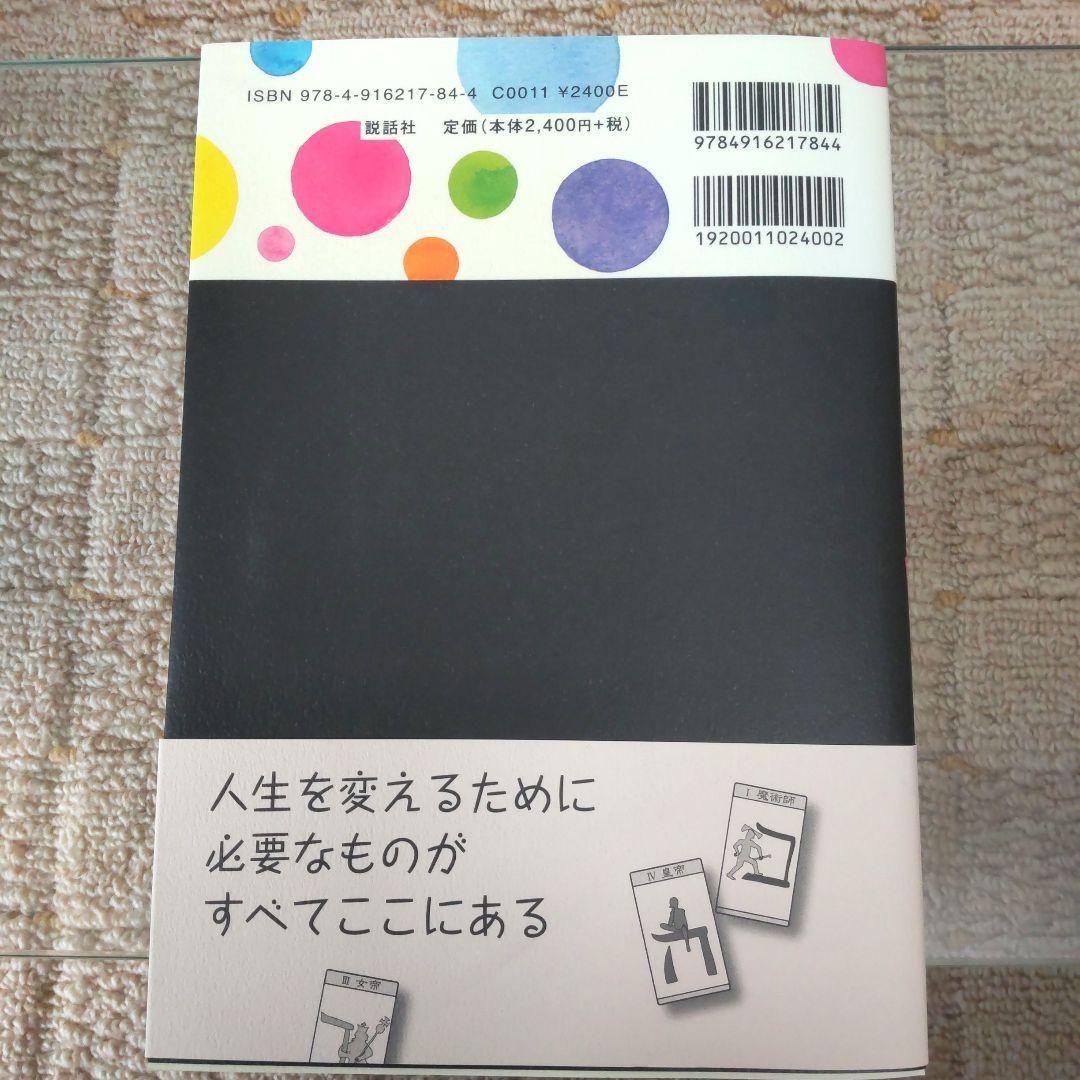 ISBN 978-4-916217-84-4 C0011 ¥2400E
説話社 定価(本体2,400円+税)
9784916217844
1920011024002
人生を変えるために
必要なものが
すべてここにある
I 魔術師
IV 皇帝
III 女帝